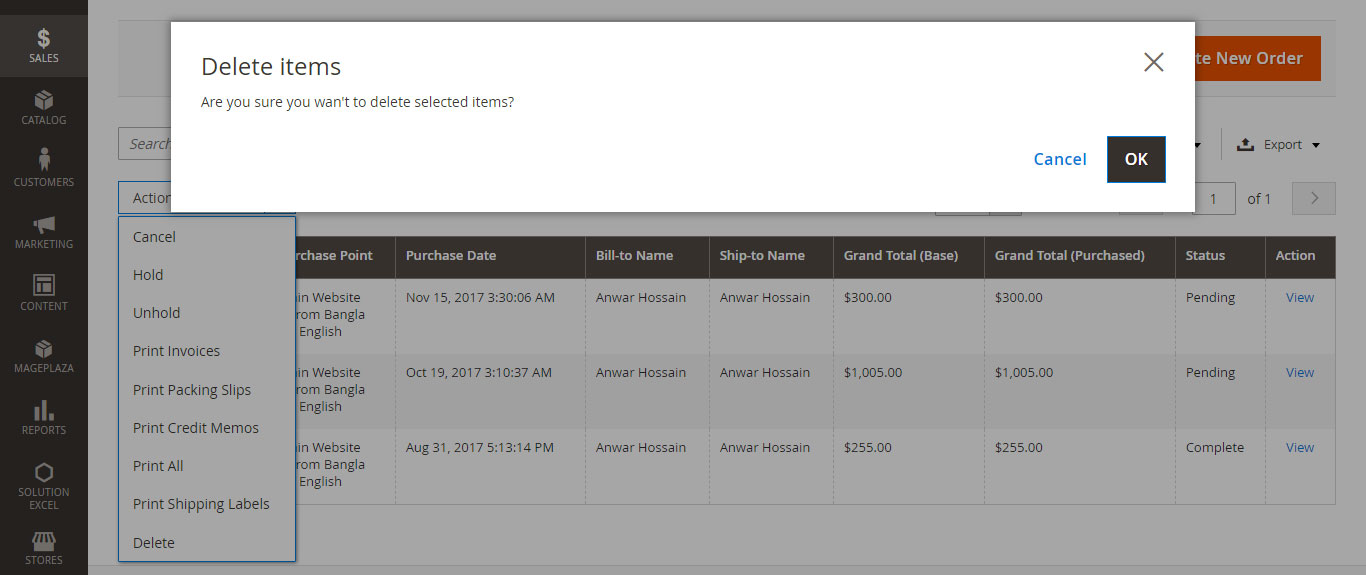 $
SALES
CATALOG
CUSTOMERS
MARKETING
CONTENT
MAGEPLAZA
REPORTS
SOLUTION
EXCEL
STORES
Delete items
Are you sure you wan't to delete selected items?
Cancel
OK
te New Order
Search
Export
Action
1
of 1
Cancel
Hold
Unhold
Print Invoices
Print Packing Slips
Print Credit Memos
Print All
Print Shipping Labels
Delete
rchase Point Purchase Date Bill-to Name Ship-to Name Grand Total (Base) Grand Total (Purchased) Status Action
in Website Nov 15, 2017 3:30:06 AM Anwar Hossain Anwar Hossain $300.00 $300.00 Pending View
rom Bangla
English
in Website Oct 19, 2017 3:10:37 AM Anwar Hossain Anwar Hossain $1,005.00 $1,005.00 Pending View
rom Bangla
English
in Website Aug 31, 2017 5:13:14 PM Anwar Hossain Anwar Hossain $255.00 $255.00 Complete View
rom Bangla
English